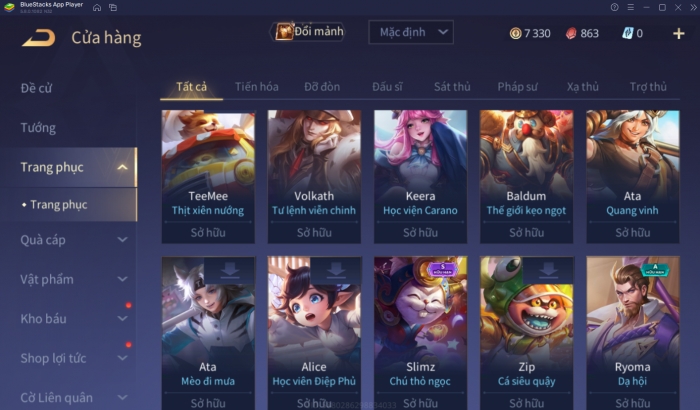 BlueStacks App Player
Cửa hàng
Đổi mảnh
Mặc định
7 330
863
0
Đề cử
Tất cả
Tiến hóa
Đỡ đòn
Đấu sĩ
Sát thủ
Pháp sư
Xạ thủ
Trợ thủ
Tướng
Trang phục
• Trang phục
Quà cáp
Vật phẩm
Kho báu
Shop lợi tức
Cờ Liên quân
TeeMee
Thịt xiên nướng
Sở hữu
Volkath
Tư lệnh viễn chinh
Sở hữu
Keera
Học viện Carano
Sở hữu
Baldum
Thế giới kẹo ngọt
Sở hữu
Ata
Quang vinh
Sở hữu
Ata
Mèo đi mưa
Sở hữu
Alice
Học viên Điệp Phủ
Sở hữu
S
HỮU HẠN
Slimz
Chú thỏ ngọc
Sở hữu
Zip
Cá siêu quậy
Sở hữu
A
HỮU HẠN
Ryoma
Dạ hội
Sở hữu